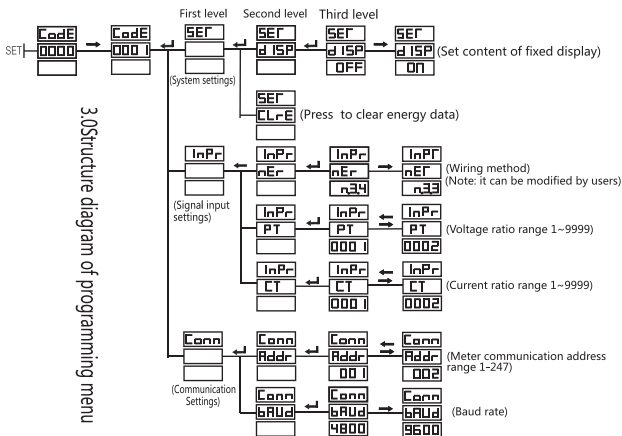 First level Second level Third level
CodE CodE SET SET SET SET
SET 0000 0001 dISP dISP dISP (Set content of fixed display)
OFF ON
(System settings)
SET
CLrE (Press to clear energy data)
InPr InPr InPr InPr
nEr nEr nEr (Wiring method)
n.3.4 n.3.3 (Note: it can be modified by users)
(Signal input
settings)
InPr InPr InPr
PT PT PT (Voltage ratio range 1~9999)
0001 0002
InPr InPr InPr
CT CT CT (Current ratio range 1~9999)
0001 0002
Conn Conn Conn Conn
Addr Addr Addr (Meter communication address
range 1-247)
001 002
(Communication
Settings)
Conn Conn Conn
bAUd bAUd bAUd (Baud rate)
4800 9600
3.0Structure diagram of programming menu